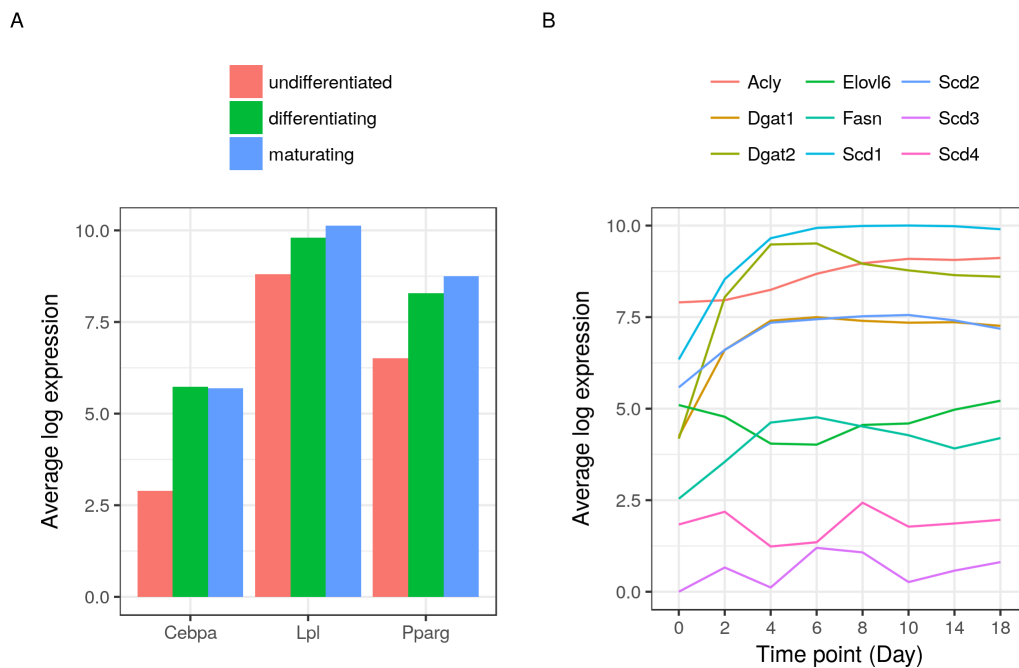 A
undifferentiated
differentiating
maturating
Average log expression
10.0
7.5
5.0
2.5
0.0
Cebpa Lpl Pparg
B
Acly Elovl6 Scd2
Dgat1 Fasn Scd3
Dgat2 Scd1 Scd4
Average log expression
10.0
7.5
5.0
2.5
0.0
0 2 4 6 8 10 14 18
Time point (Day)